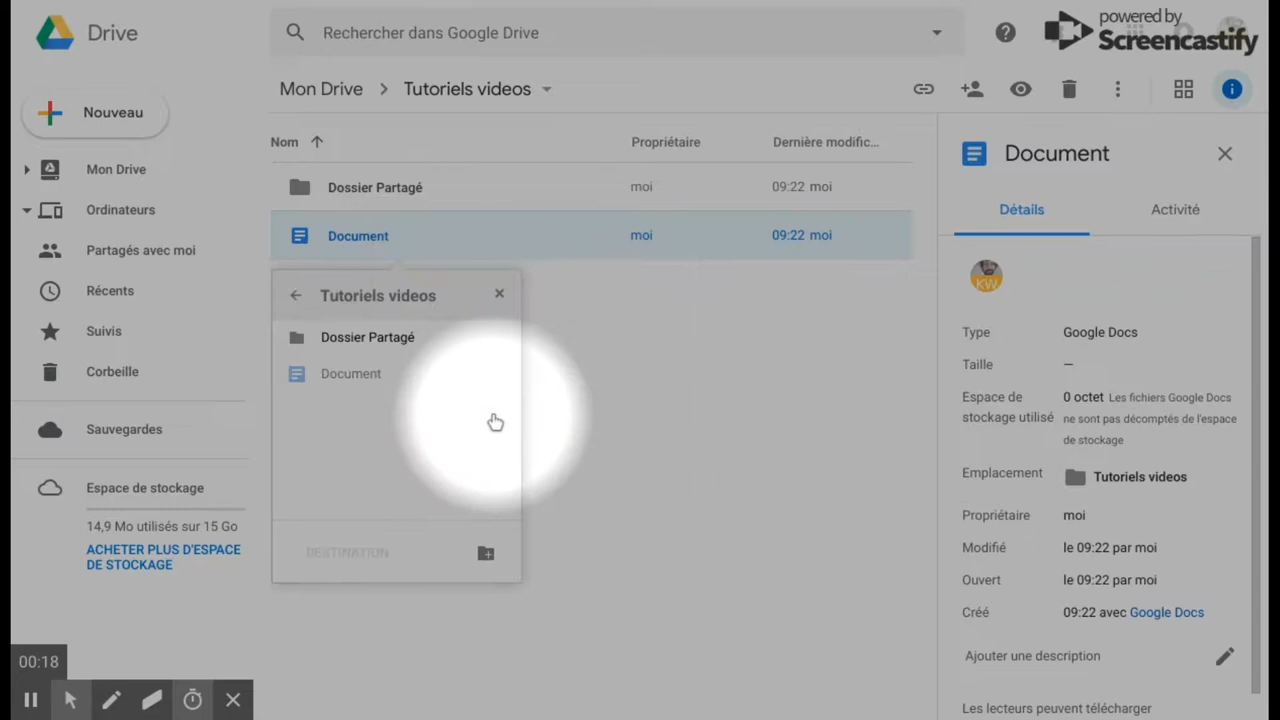 Drive
Rechercher dans Google Drive
powered by
Screencastify
Nouveau
Mon Drive
Ordinateurs
Partagés avec moi
Récents
Suivis
Corbeille
Sauvegardes
Espace de stockage
14,9 Mo utilisés sur 15 Go
ACHETER PLUS D'ESPACE
DE STOCKAGE
Mon Drive > Tutoriels videos
Nom Propriétaire Dernière modific...
Dossier Partagé moi 09:22 moi
Document moi 09:22 moi
Tutoriels videos
Dossier Partagé
Document
DESTINATION
Document
Détails Activité
KW
Type Google Docs
Taille —
Espace de stockage utilisé 0 octet Les fichiers Google Docs
ne sont pas décomptés de l'espace
de stockage
Emplacement Tutoriels videos
Propriétaire moi
Modifié le 09:22 par moi
Ouvert le 09:22 par moi
Créé 09:22 avec Google Docs
Ajouter une description
Les lecteurs peuvent télécharger
00:18